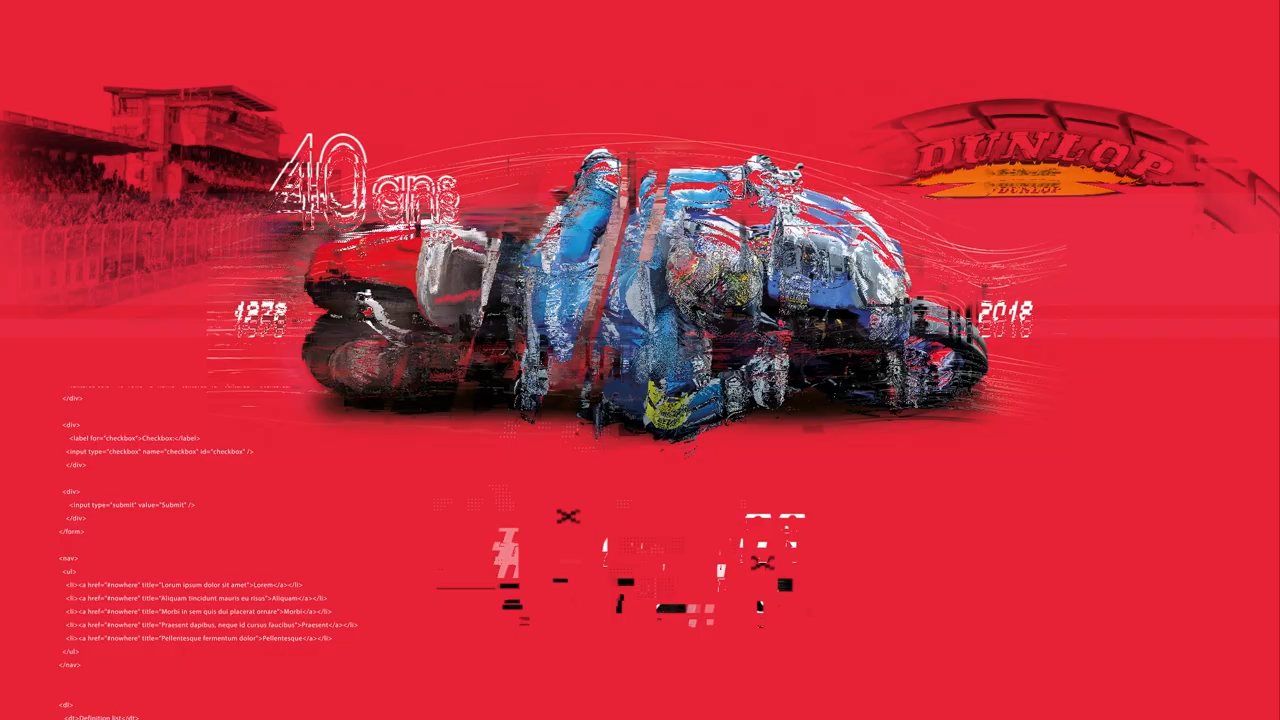 40 ans
DUNLOP
DUNLOP
1978
2018
</div>
<div>
<label for="checkbox">Checkbox:</label>
<input type="checkbox" name="checkbox" id="checkbox" />
</div>
<div>
<input type="submit" value="Submit" />
</div>
</form>
<nav>
<ul>
<li><a href="#nowhere" title="Lorum ipsum dolor sit amet">Lorem</a></li>
<li><a href="#nowhere" title="Aliquam tincidunt mauris eu risus">Aliquam</a></li>
<li><a href="#nowhere" title="Morbi in sem quis dui placerat ornare">Morbi</a></li>
<li><a href="#nowhere" title="Praesent dapibus, neque id cursus faucibus">Praesent</a></li>
<li><a href="#nowhere" title="Pellentesque fermentum dolor">Pellentesque</a></li>
</ul>
</nav>
<dl>
<dt>Definition list</dt>